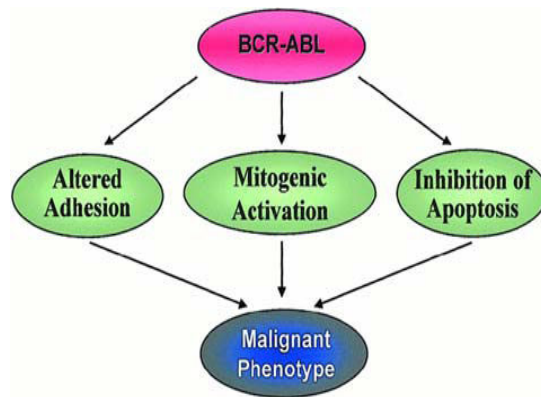 BCR-ABL
Altered
Adhesion
Mitogenic
Activation
Inhibition of
Apoptosis
Malignant
Phenotype